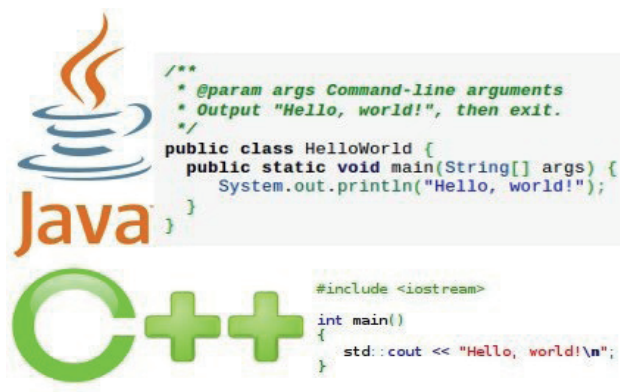 Java
/**
 * @param args Command-line arguments
 * Output "Hello, world!", then exit.
 */
public class HelloWorld {
  public static void main(String[] args) {
     System.out.println("Hello, world!");
  }
}
C++
#include <iostream>
int main()
{
   std::cout << "Hello, world!\n";
}